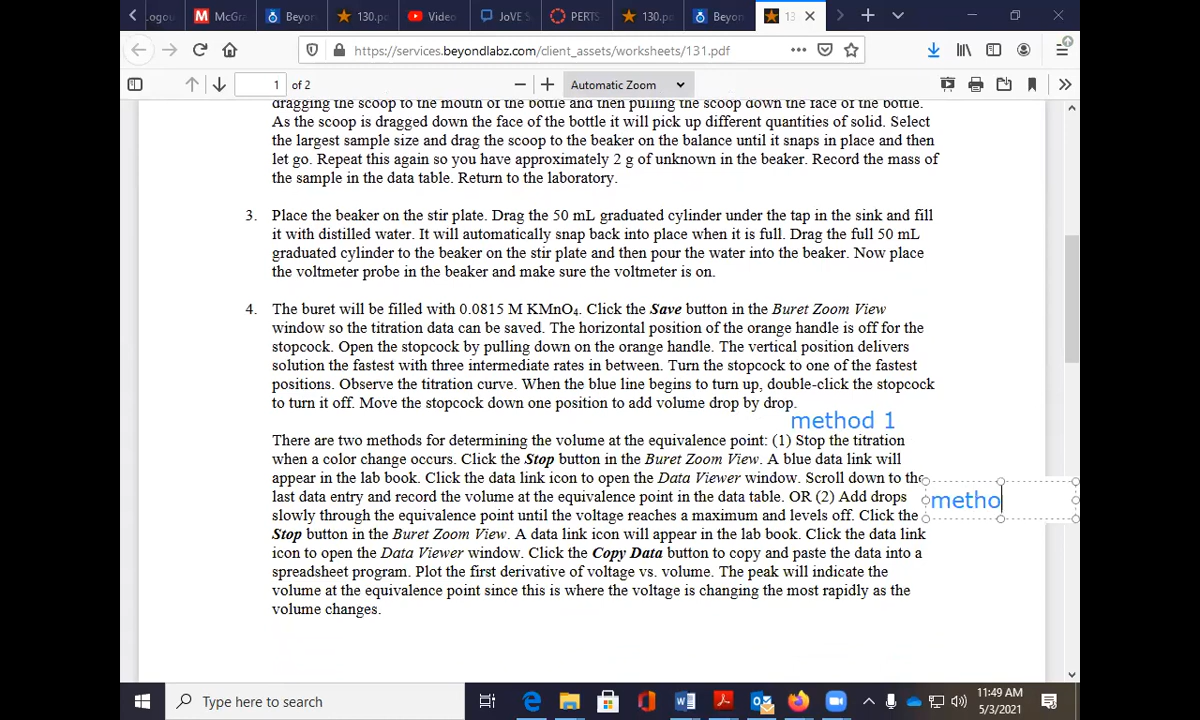 .ogou
McGra
Beyon
130.p
Video
JoVE S
PERTS
130.p
Beyon
13
https://services.beyondlabz.com/client_assets/worksheets/131.pdf
1 of 2
Automatic Zoom
dragging the scoop to the mouth of the bottle and then pulling the scoop down the face of the bottle.
As the scoop is dragged down the face of the bottle it will pick up different quantities of solid. Select
the largest sample size and drag the scoop to the beaker on the balance until it snaps in place and then
let go. Repeat this again so you have approximately 2 g of unknown in the beaker. Record the mass of
the sample in the data table. Return to the laboratory.
3. Place the beaker on the stir plate. Drag the 50 mL graduated cylinder under the tap in the sink and fill
it with distilled water. It will automatically snap back into place when it is full. Drag the full 50 mL
graduated cylinder to the beaker on the stir plate and then pour the water into the beaker. Now place
the voltmeter probe in the beaker and make sure the voltmeter is on.
4. The buret will be filled with 0.0815 M KMnO₄. Click the Save button in the Buret Zoom View
window so the titration data can be saved. The horizontal position of the orange handle is off for the
stopcock. Open the stopcock by pulling down on the orange handle. The vertical position delivers
solution the fastest with three intermediate rates in between. Turn the stopcock to one of the fastest
positions. Observe the titration curve. When the blue line begins to turn up, double-click the stopcock
to turn it off. Move the stopcock down one position to add volume drop by drop.
method 1
There are two methods for determining the volume at the equivalence point: (1) Stop the titration
when a color change occurs. Click the Stop button in the Buret Zoom View. A blue data link will
appear in the lab book. Click the data link icon to open the Data Viewer window. Scroll down to the
last data entry and record the volume at the equivalence point in the data table. OR (2) Add drops
metho
slowly through the equivalence point until the voltage reaches a maximum and levels off. Click the
Stop button in the Buret Zoom View. A data link icon will appear in the lab book. Click the data link
icon to open the Data Viewer window. Click the Copy Data button to copy and paste the data into a
spreadsheet program. Plot the first derivative of voltage vs. volume. The peak will indicate the
volume at the equivalence point since this is where the voltage is changing the most rapidly as the
volume changes.
Type here to search
11:49 AM
5/3/2021